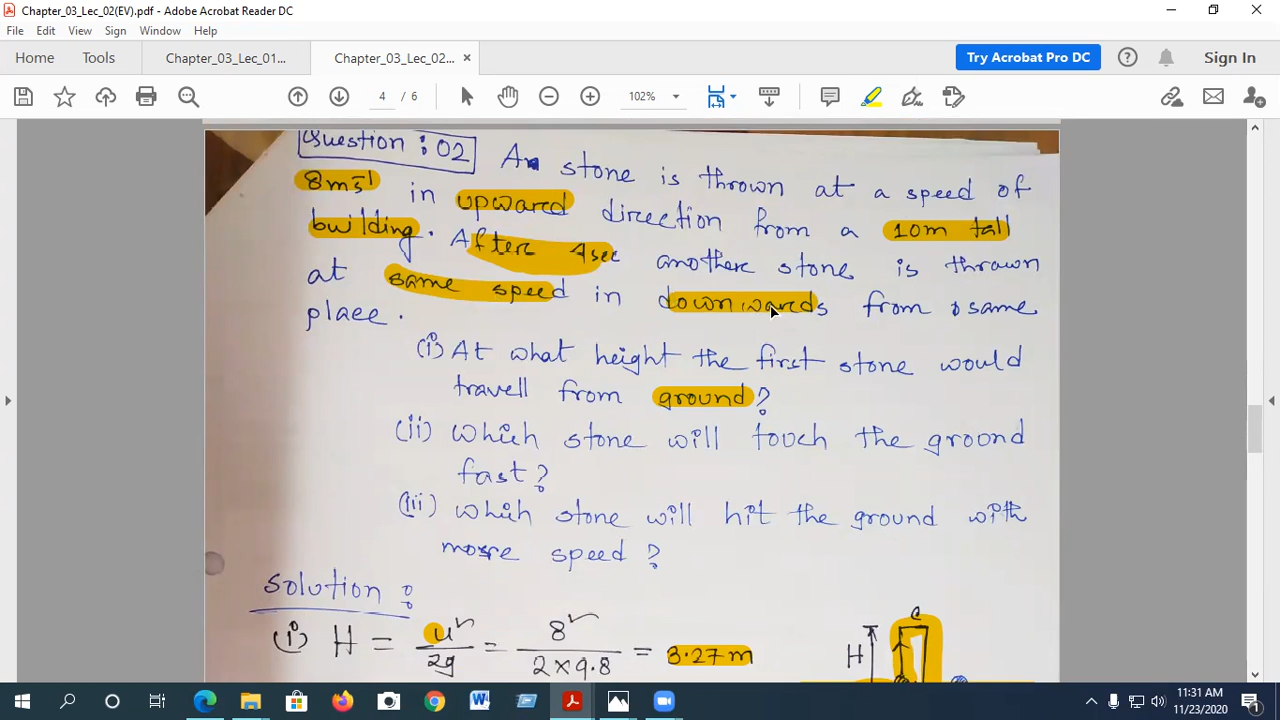 Chapter_03_Lec_02(EV).pdf - Adobe Acrobat Reader DC
File Edit View Sign Window Help
Home Tools Chapter_03_Lec_01... Chapter_03_Lec_02... × Try Acrobat Pro DC Sign In
4 / 6 102%
Question : 02 A stone is thrown at a speed of
8ms⁻¹ in upward direction from a 10m tall
building. After 4sec another stone is thrown
at same speed in downwards from same
place.
(i) At what height the first stone would
travell from ground?
(ii) Which stone will touch the ground
fast?
(iii) Which stone will hit the ground with
more speed?
Solution :
(i) H = u²/2g = 8²/2×9.8 = 3.27m
H
11:31 AM
11/23/2020